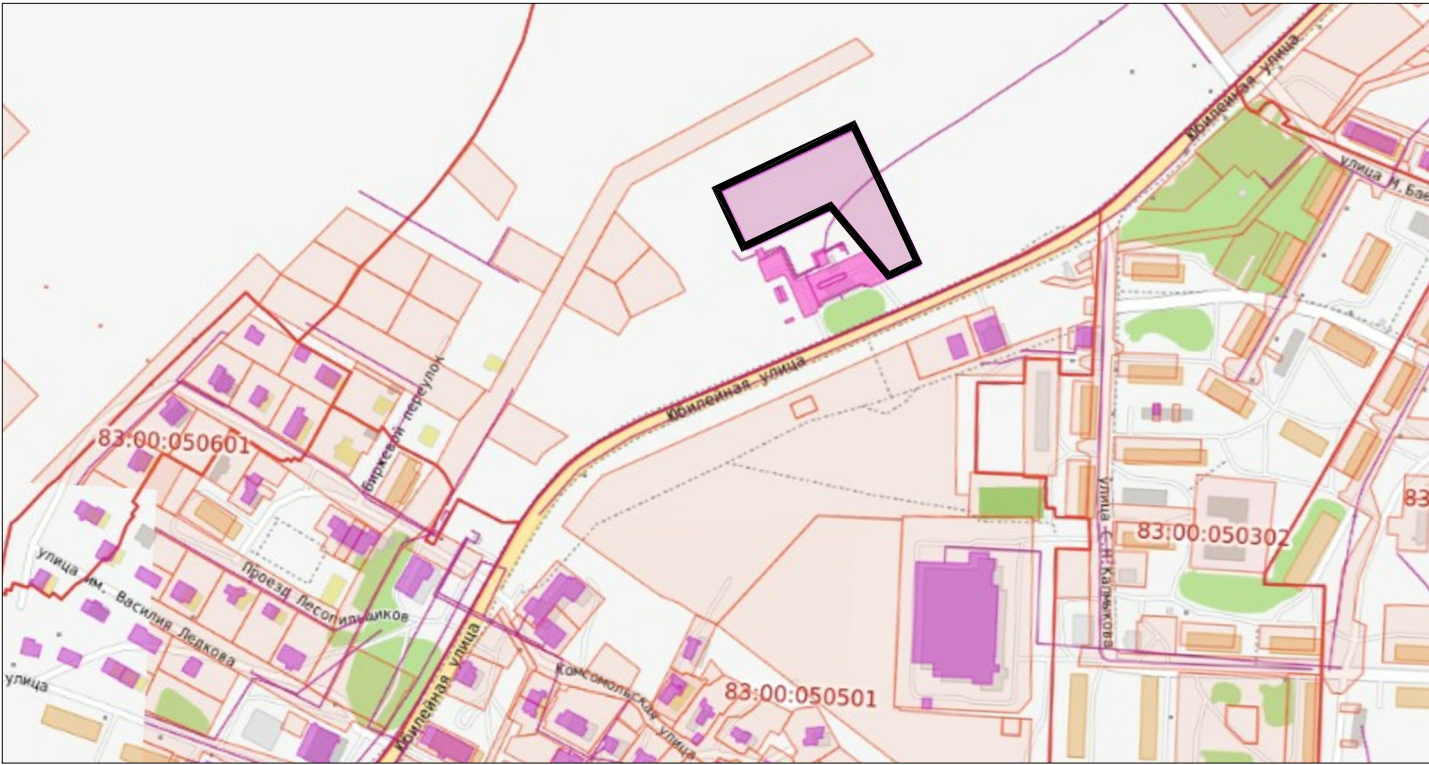 Юбилейная улица
улица М.Бае
Биржевой переулок
Юбилейная улица
83:00:050601
83
улица С.Н.Калмыкова
83:00:050302
улица им. Василия Ледкова
Проезд Лесопильщиков
Юбилейная улица
Комсомольская улица
улица
83:00:050501